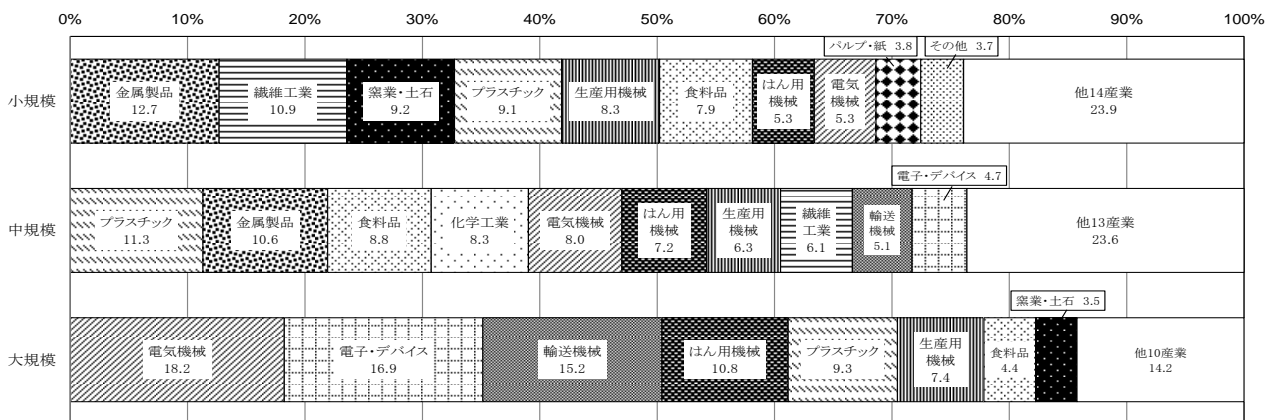 0% 10% 20% 30% 40% 50% 60% 70% 80% 90% 100%
パルプ・紙 3.8 その他 3.7
小規模
金属製品
12.7
繊維工業
10.9
窯業・土石
9.2
プラスチック
9.1
生産用機械
8.3
食料品
7.9
はん用
機械
5.3
電気
機械
5.3
他14産業
23.9
電子・デバイス 4.7
中規模
プラスチック
11.3
金属製品
10.6
食料品
8.8
化学工業
8.3
電気機械
8.0
はん用
機械
7.2
生産用
機械
6.3
繊維
工業
6.1
輸送
機械
5.1
他13産業
23.6
窯業・土石 3.5
大規模
電気機械
18.2
電子・デバイス
16.9
輸送機械
15.2
はん用機械
10.8
プラスチック
9.3
生産用
機械
7.4
食料品
4.4
他10産業
14.2